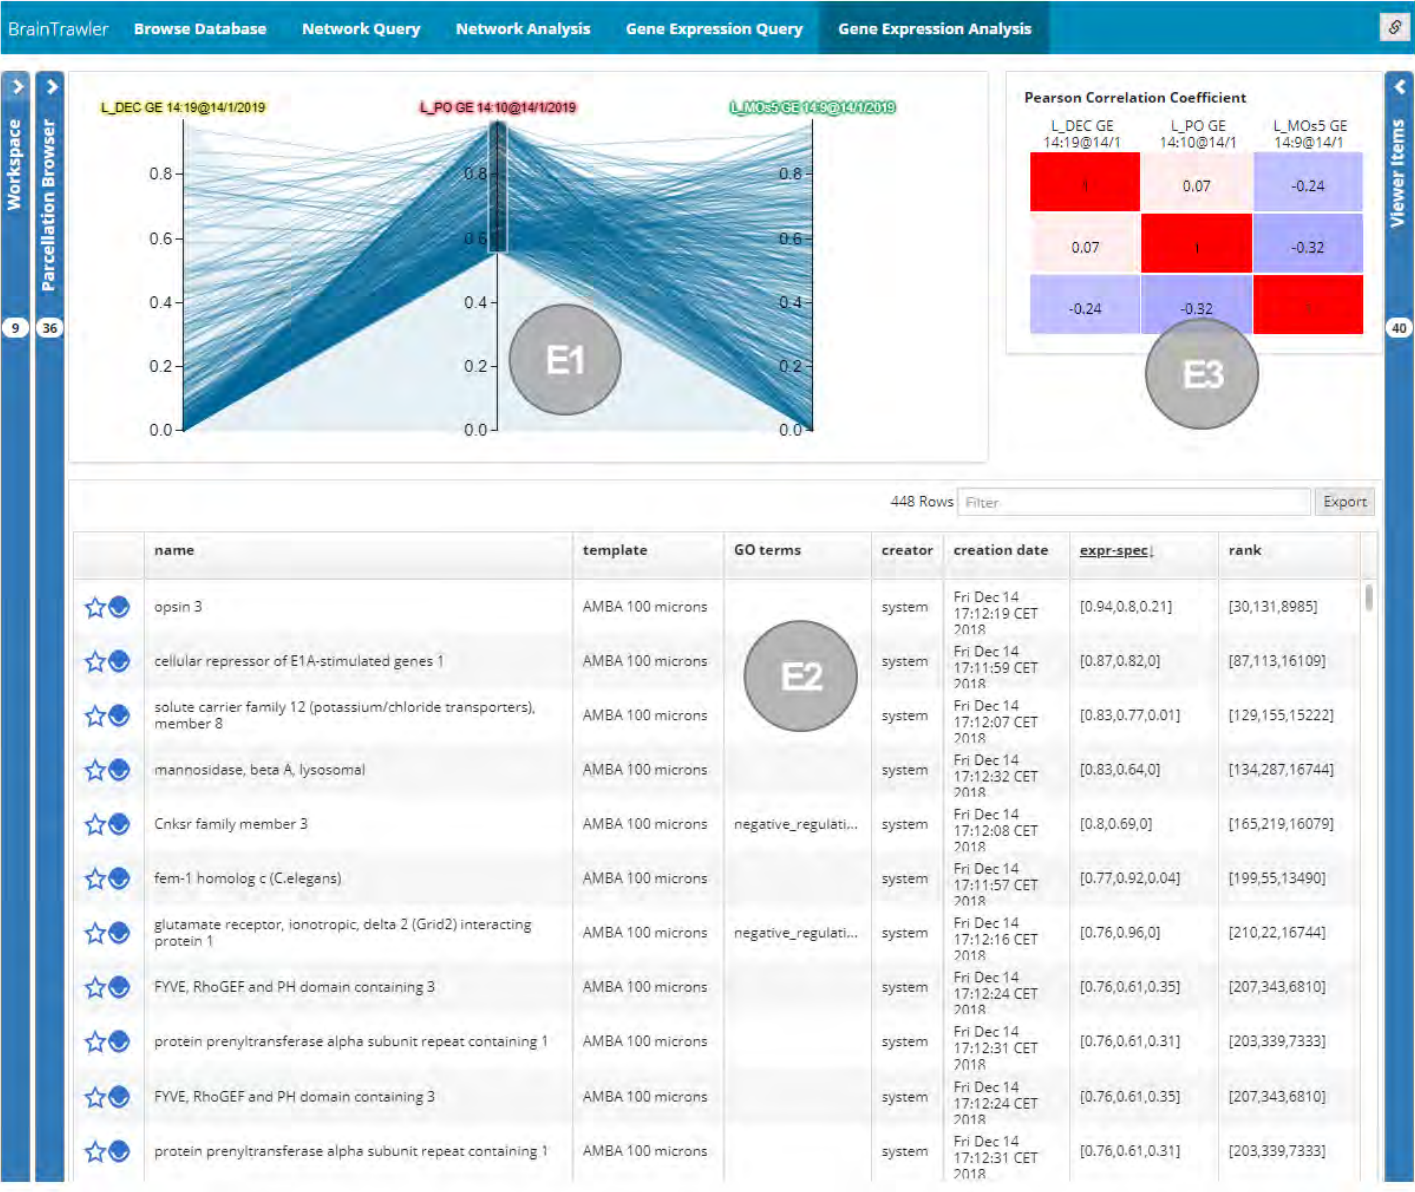 BrainTrawler Browse Database Network Query Network Analysis Gene Expression Query Gene Expression Analysis
Workspace
9
Parcellation Browser
36
L_DEC GE 14:19@14/1/2019 L_PO GE 14:10@14/1/2019 L_MOs5 GE 14:9@14/1/2019
0.8 0.8 0.8
0.6 0.6 0.6
0.4 0.4 0.4
0.2 0.2 0.2
0.0 0.0 0.0
E1
Pearson Correlation Coefficient
L_DEC GE L_PO GE L_MOs5 GE
14:19@14/1 14:10@14/1 14:9@14/1
1 0.07 -0.24
0.07 1 -0.32
-0.24 -0.32 1
E3
Viewer Items
40
448 Rows Filter Export
name template GO terms creator creation date expr-spec↓ rank
opsin 3 AMBA 100 microns system Fri Dec 14 17:12:19 CET 2018 [0.94,0.8,0.21] [30,131,8985]
E2
cellular repressor of E1A-stimulated genes 1 AMBA 100 microns system Fri Dec 14 17:11:59 CET 2018 [0.87,0.82,0] [87,113,16109]
solute carrier family 12 (potassium/chloride transporters), member 8 AMBA 100 microns system Fri Dec 14 17:12:07 CET 2018 [0.83,0.77,0.01] [129,155,15222]
mannosidase, beta A, lysosomal AMBA 100 microns system Fri Dec 14 17:12:32 CET 2018 [0.83,0.64,0] [134,287,16744]
Cnksr family member 3 AMBA 100 microns negative_regulati... system Fri Dec 14 17:12:08 CET 2018 [0.8,0.69,0] [165,219,16079]
fem-1 homolog c (C.elegans) AMBA 100 microns system Fri Dec 14 17:11:57 CET 2018 [0.77,0.92,0.04] [199,55,13490]
glutamate receptor, ionotropic, delta 2 (Grid2) interacting protein 1 AMBA 100 microns negative_regulati... system Fri Dec 14 17:12:16 CET 2018 [0.76,0.96,0] [210,22,16744]
FYVE, RhoGEF and PH domain containing 3 AMBA 100 microns system Fri Dec 14 17:12:24 CET 2018 [0.76,0.61,0.35] [207,343,6810]
protein prenyltransferase alpha subunit repeat containing 1 AMBA 100 microns system Fri Dec 14 17:12:31 CET 2018 [0.76,0.61,0.31] [203,339,7333]
FYVE, RhoGEF and PH domain containing 3 AMBA 100 microns system Fri Dec 14 17:12:24 CET 2018 [0.76,0.61,0.35] [207,343,6810]
protein prenyltransferase alpha subunit repeat containing 1 AMBA 100 microns system Fri Dec 14 17:12:31 CET 2018 [0.76,0.61,0.31] [203,339,7333]